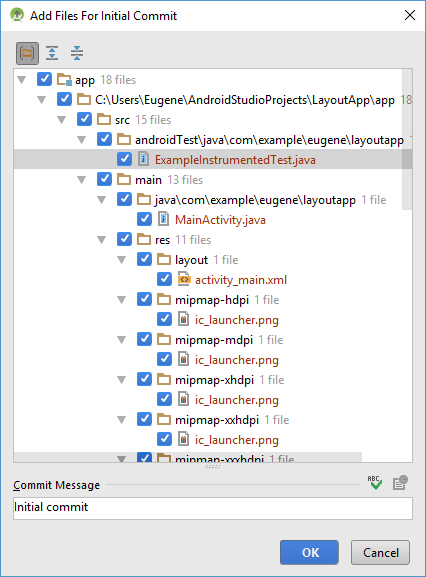 Add Files For Initial Commit
app 18 files
C:\Users\Eugene\AndroidStudioProjects\LayoutApp\app 18
src 15 files
androidTest\java\com\example\eugene\layoutapp
ExampleInstrumentedTest.java
main 13 files
java\com\example\eugene\layoutapp 1 file
MainActivity.java
res 11 files
layout 1 file
activity_main.xml
mipmap-hdpi 1 file
ic_launcher.png
mipmap-mdpi 1 file
ic_launcher.png
mipmap-xhdpi 1 file
ic_launcher.png
mipmap-xxhdpi 1 file
ic_launcher.png
mipmap-xxxhdpi 1 file
Commit Message
ABC
Initial commit
OK
Cancel